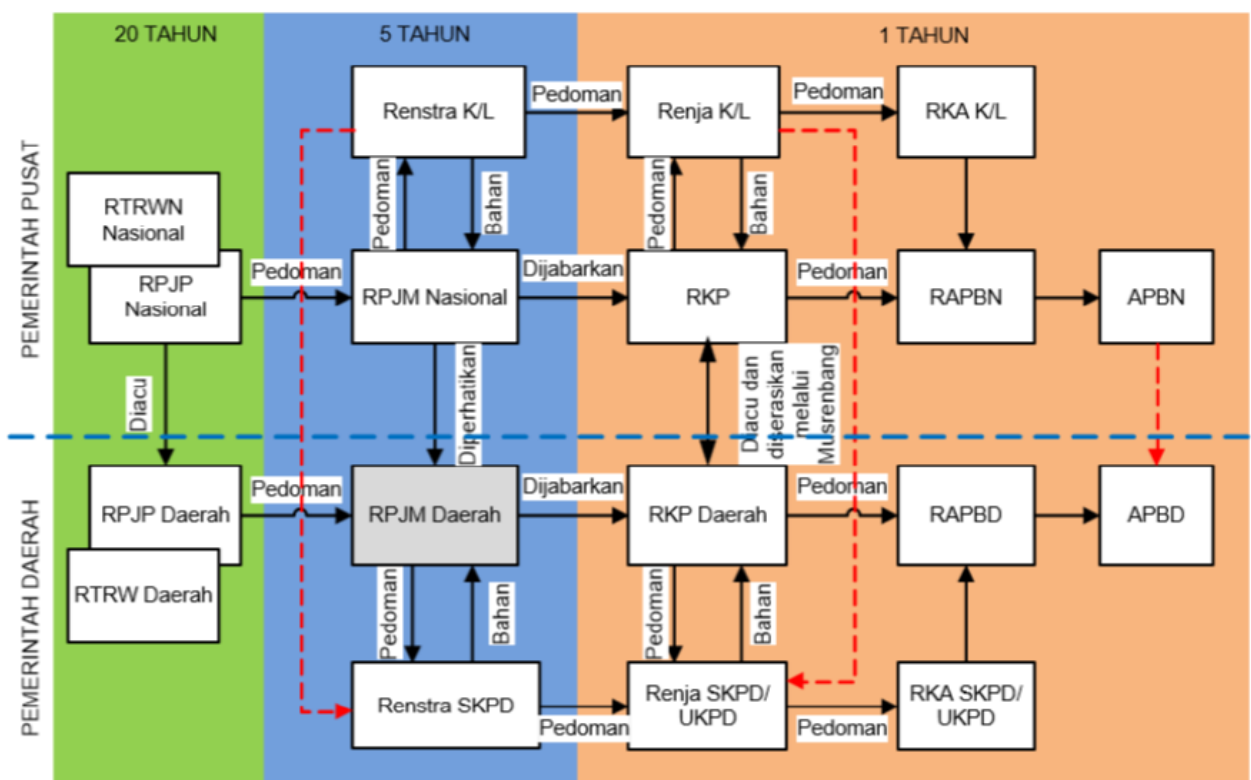 20 TAHUN
5 TAHUN
1 TAHUN
PEMERINTAH PUSAT
Renstra K/L
Pedoman
Renja K/L
Pedoman
RKA K/L
Pedoman
Bahan
Pedoman
Bahan
RTRWN
Nasional
RPJP
Nasional
Pedoman
RPJM Nasional
Dijabarkan
RKP
Pedoman
RAPBN
APBN
Diacu
Diperhatikan
Diacu dan
diserasikan
melalui
Musrenbang
PEMERINTAH DAERAH
RPJP Daerah
Pedoman
RPJM Daerah
Dijabarkan
RKP Daerah
Pedoman
RAPBD
APBD
RTRW Daerah
Pedoman
Bahan
Pedoman
Bahan
Renstra SKPD
Pedoman
Renja SKPD/
UKPD
Pedoman
RKA SKPD/
UKPD